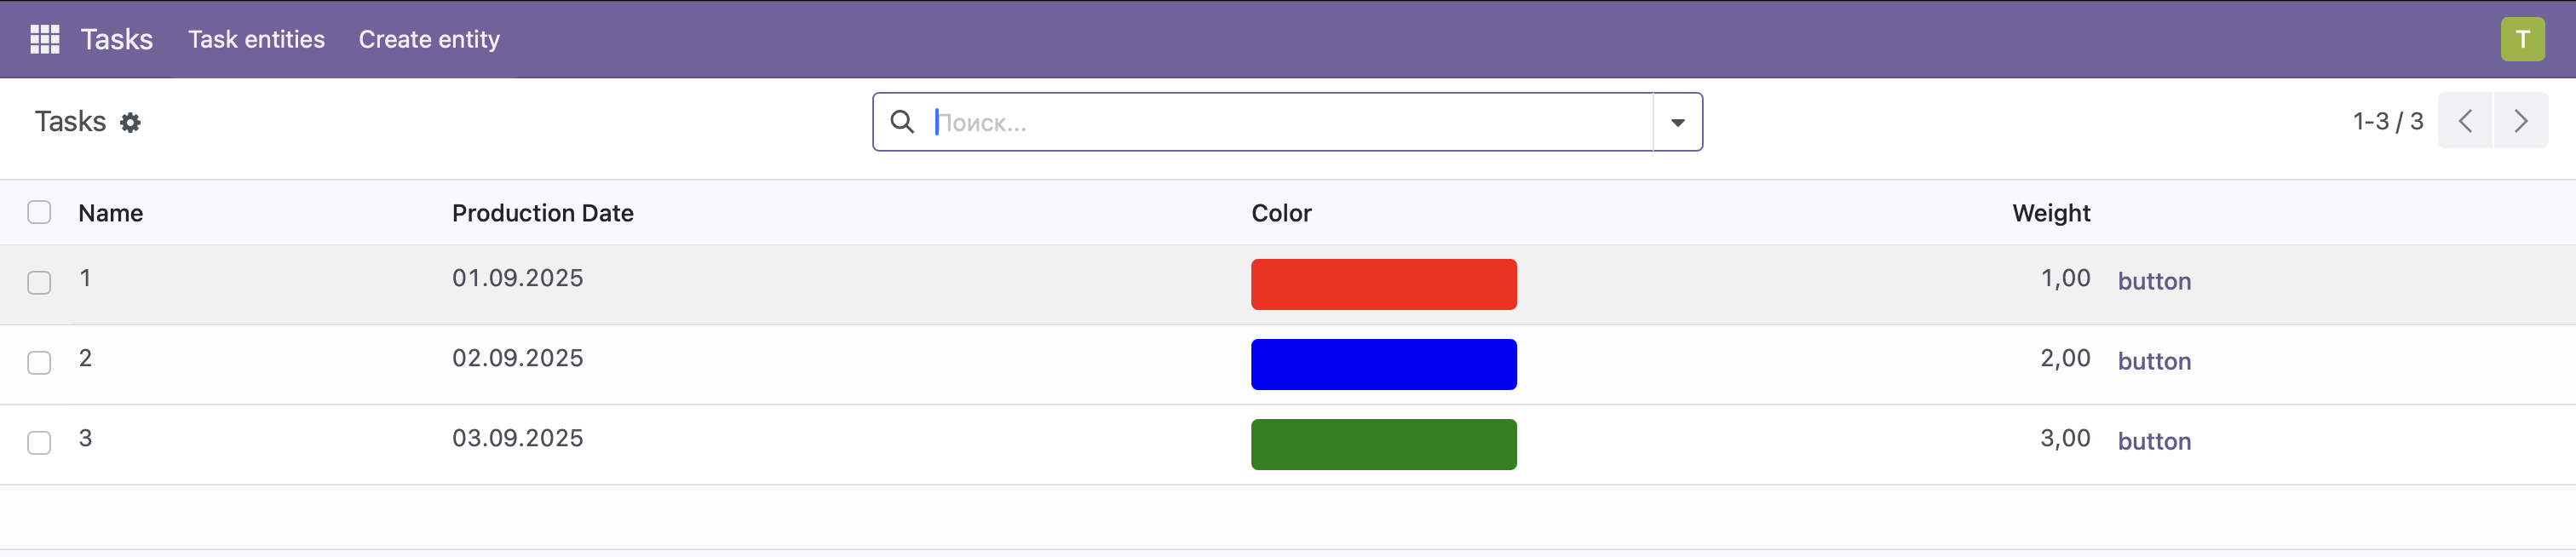 Tasks Task entities Create entity T
Tasks Поиск... 1-3 / 3
Name Production Date Color Weight
1 01.09.2025 1,00 button
2 02.09.2025 2,00 button
3 03.09.2025 3,00 button